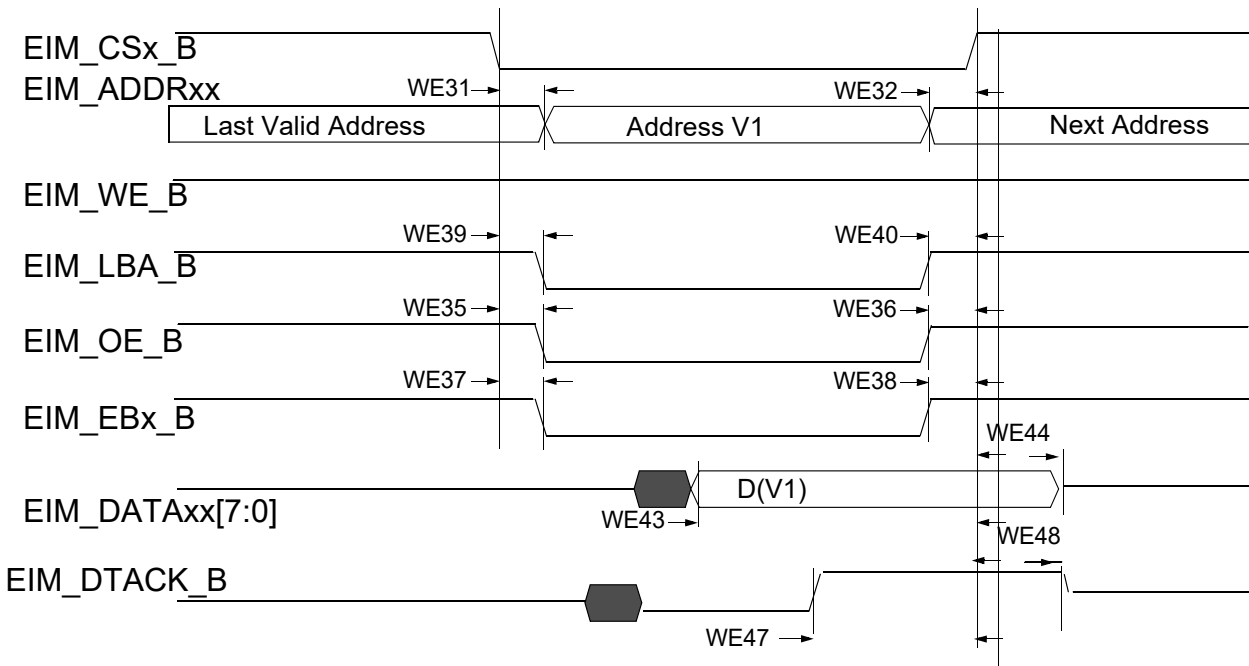 EIM_CSx_B
EIM_ADDRxx
WE31
WE32
Last Valid Address
Address V1
Next Address
EIM_WE_B
WE39
WE40
EIM_LBA_B
WE35
WE36
EIM_OE_B
WE37
WE38
EIM_EBx_B
WE44
D(V1)
EIM_DATAxx[7:0]
WE43
WE48
EIM_DTACK_B
WE47